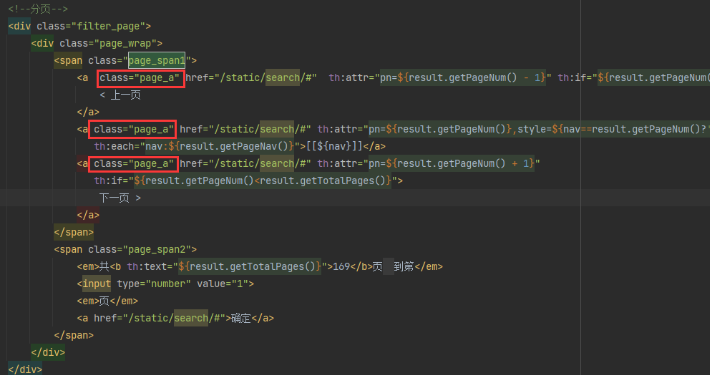 <!--分页-->
<div class="filter_page">
<div class="page_wrap">
<span class="page_span1">
<a class="page_a" href="/static/search/#" th:attr="pn=${result.getPageNum() - 1}" th:if="${result.getPageNum(
< 上一页
</a>
<a class="page_a" href="/static/search/#" th:attr="pn=${result.getPageNum()},style=${nav==result.getPageNum()?'
th:each="nav:${result.getPageNav()}">[[${nav}]]</a>
<a class="page_a" href="/static/search/#" th:attr="pn=${result.getPageNum() + 1}"
th:if="${result.getPageNum()<result.getTotalPages()}">
下一页 >
</a>
</span>
<span class="page_span2">
<em>共<b th:text="${result.getTotalPages()}">169</b>页 到第</em>
<input type="number" value="1">
<em>页</em>
<a href="/static/search/#">确定</a>
</span>
</div>
</div>